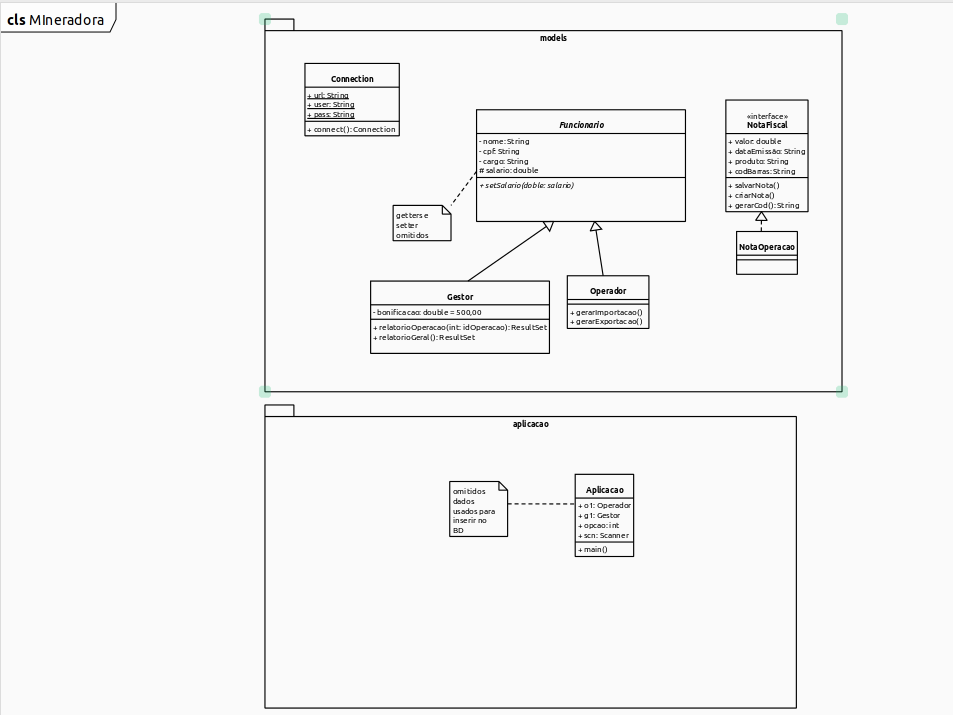 cls MIneradora
models
Connection
+ url: String
+ user: String
+ pass: String
+ connect(): Connection
Funcionario
- nome: String
- cpf: String
- cargo: String
# salario: double
+ setSalario(doble: salario)
«interface»
NotaFiscal
+ valor: double
+ dataEmissão: String
+ produto: String
+ codBarras: String
+ salvarNota()
+ criarNota()
+ gerarCod(): String
getters e
setter
omitidos
NotaOperacao
Gestor
- bonificacao: double = 500,00
+ relatorioOperacao(int: idOperacao): ResultSet
+ relatorioGeral(): ResultSet
Operador
+ gerarImportacao()
+ gerarExportacao()
aplicacao
omitidos
dados
usados para
inserir no
BD
Aplicacao
+ o1: Operador
+ g1: Gestor
+ opcao: int
+ scn: Scanner
+ main()